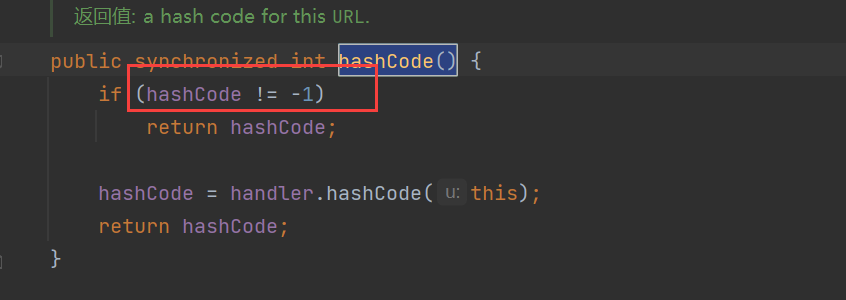 返回值: a hash code for this URL.
public synchronized int hashCode() {
if (hashCode != -1)
return hashCode;
hashCode = handler.hashCode( u: this);
return hashCode;
}